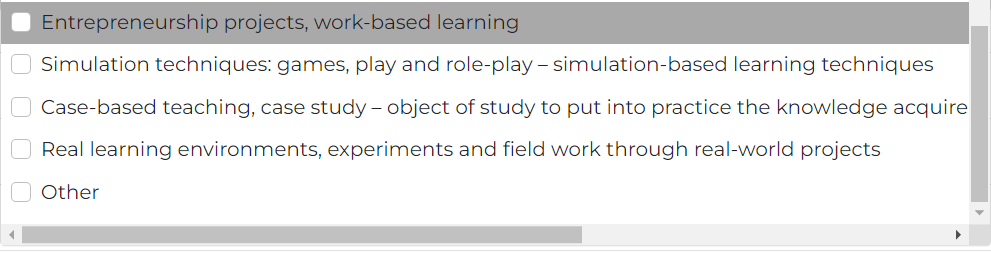 Entrepreneurship projects, work-based learning
Simulation techniques: games, play and role-play – simulation-based learning techniques
Case-based teaching, case study – object of study to put into practice the knowledge acquire
Real learning environments, experiments and field work through real-world projects
Other